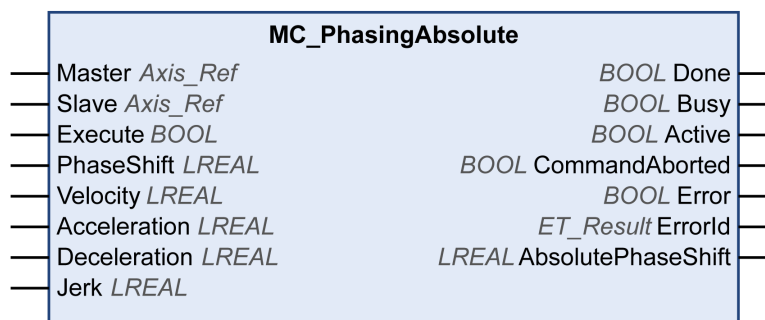 MC_PhasingAbsolute
Master Axis_Ref BOOL Done
Slave Axis_Ref BOOL Busy
Execute BOOL BOOL Active
PhaseShift LREAL BOOL CommandAborted
Velocity LREAL BOOL Error
Acceleration LREAL ET_Result ErrorId
Deceleration LREAL LREAL AbsolutePhaseShift
Jerk LREAL